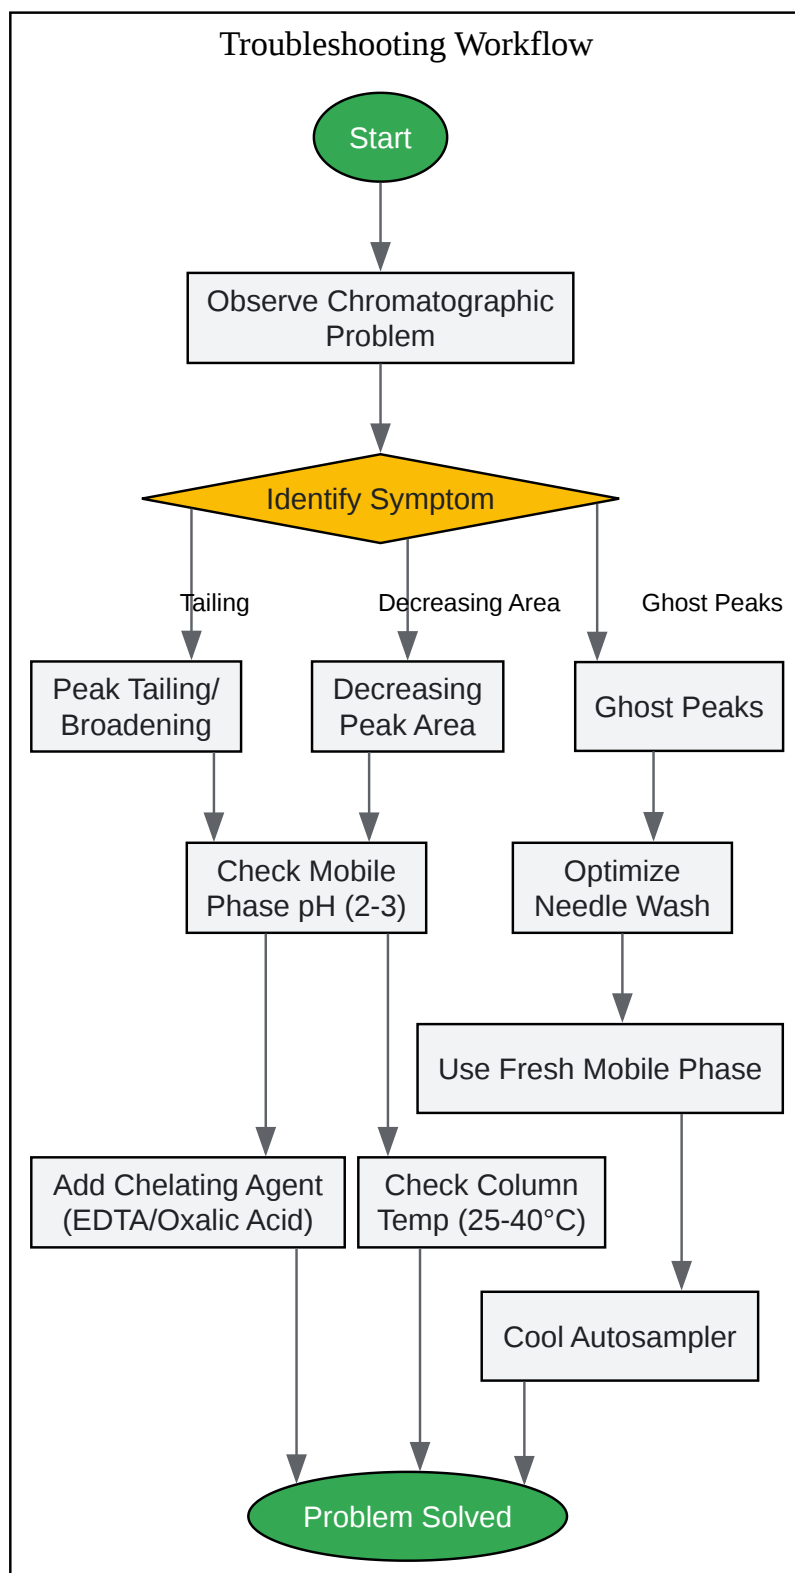 Troubleshooting Workflow
Start
Observe Chromatographic
Problem
Identify Symptom
Tailing
Decreasing Area
Ghost Peaks
Peak Tailing/
Broadening
Decreasing
Peak Area
Ghost Peaks
Check Mobile
Phase pH (2-3)
Optimize
Needle Wash
Use Fresh Mobile Phase
Add Chelating Agent
(EDTA/Oxalic Acid)
Check Column
Temp (25-40°C)
Cool Autosampler
Problem Solved